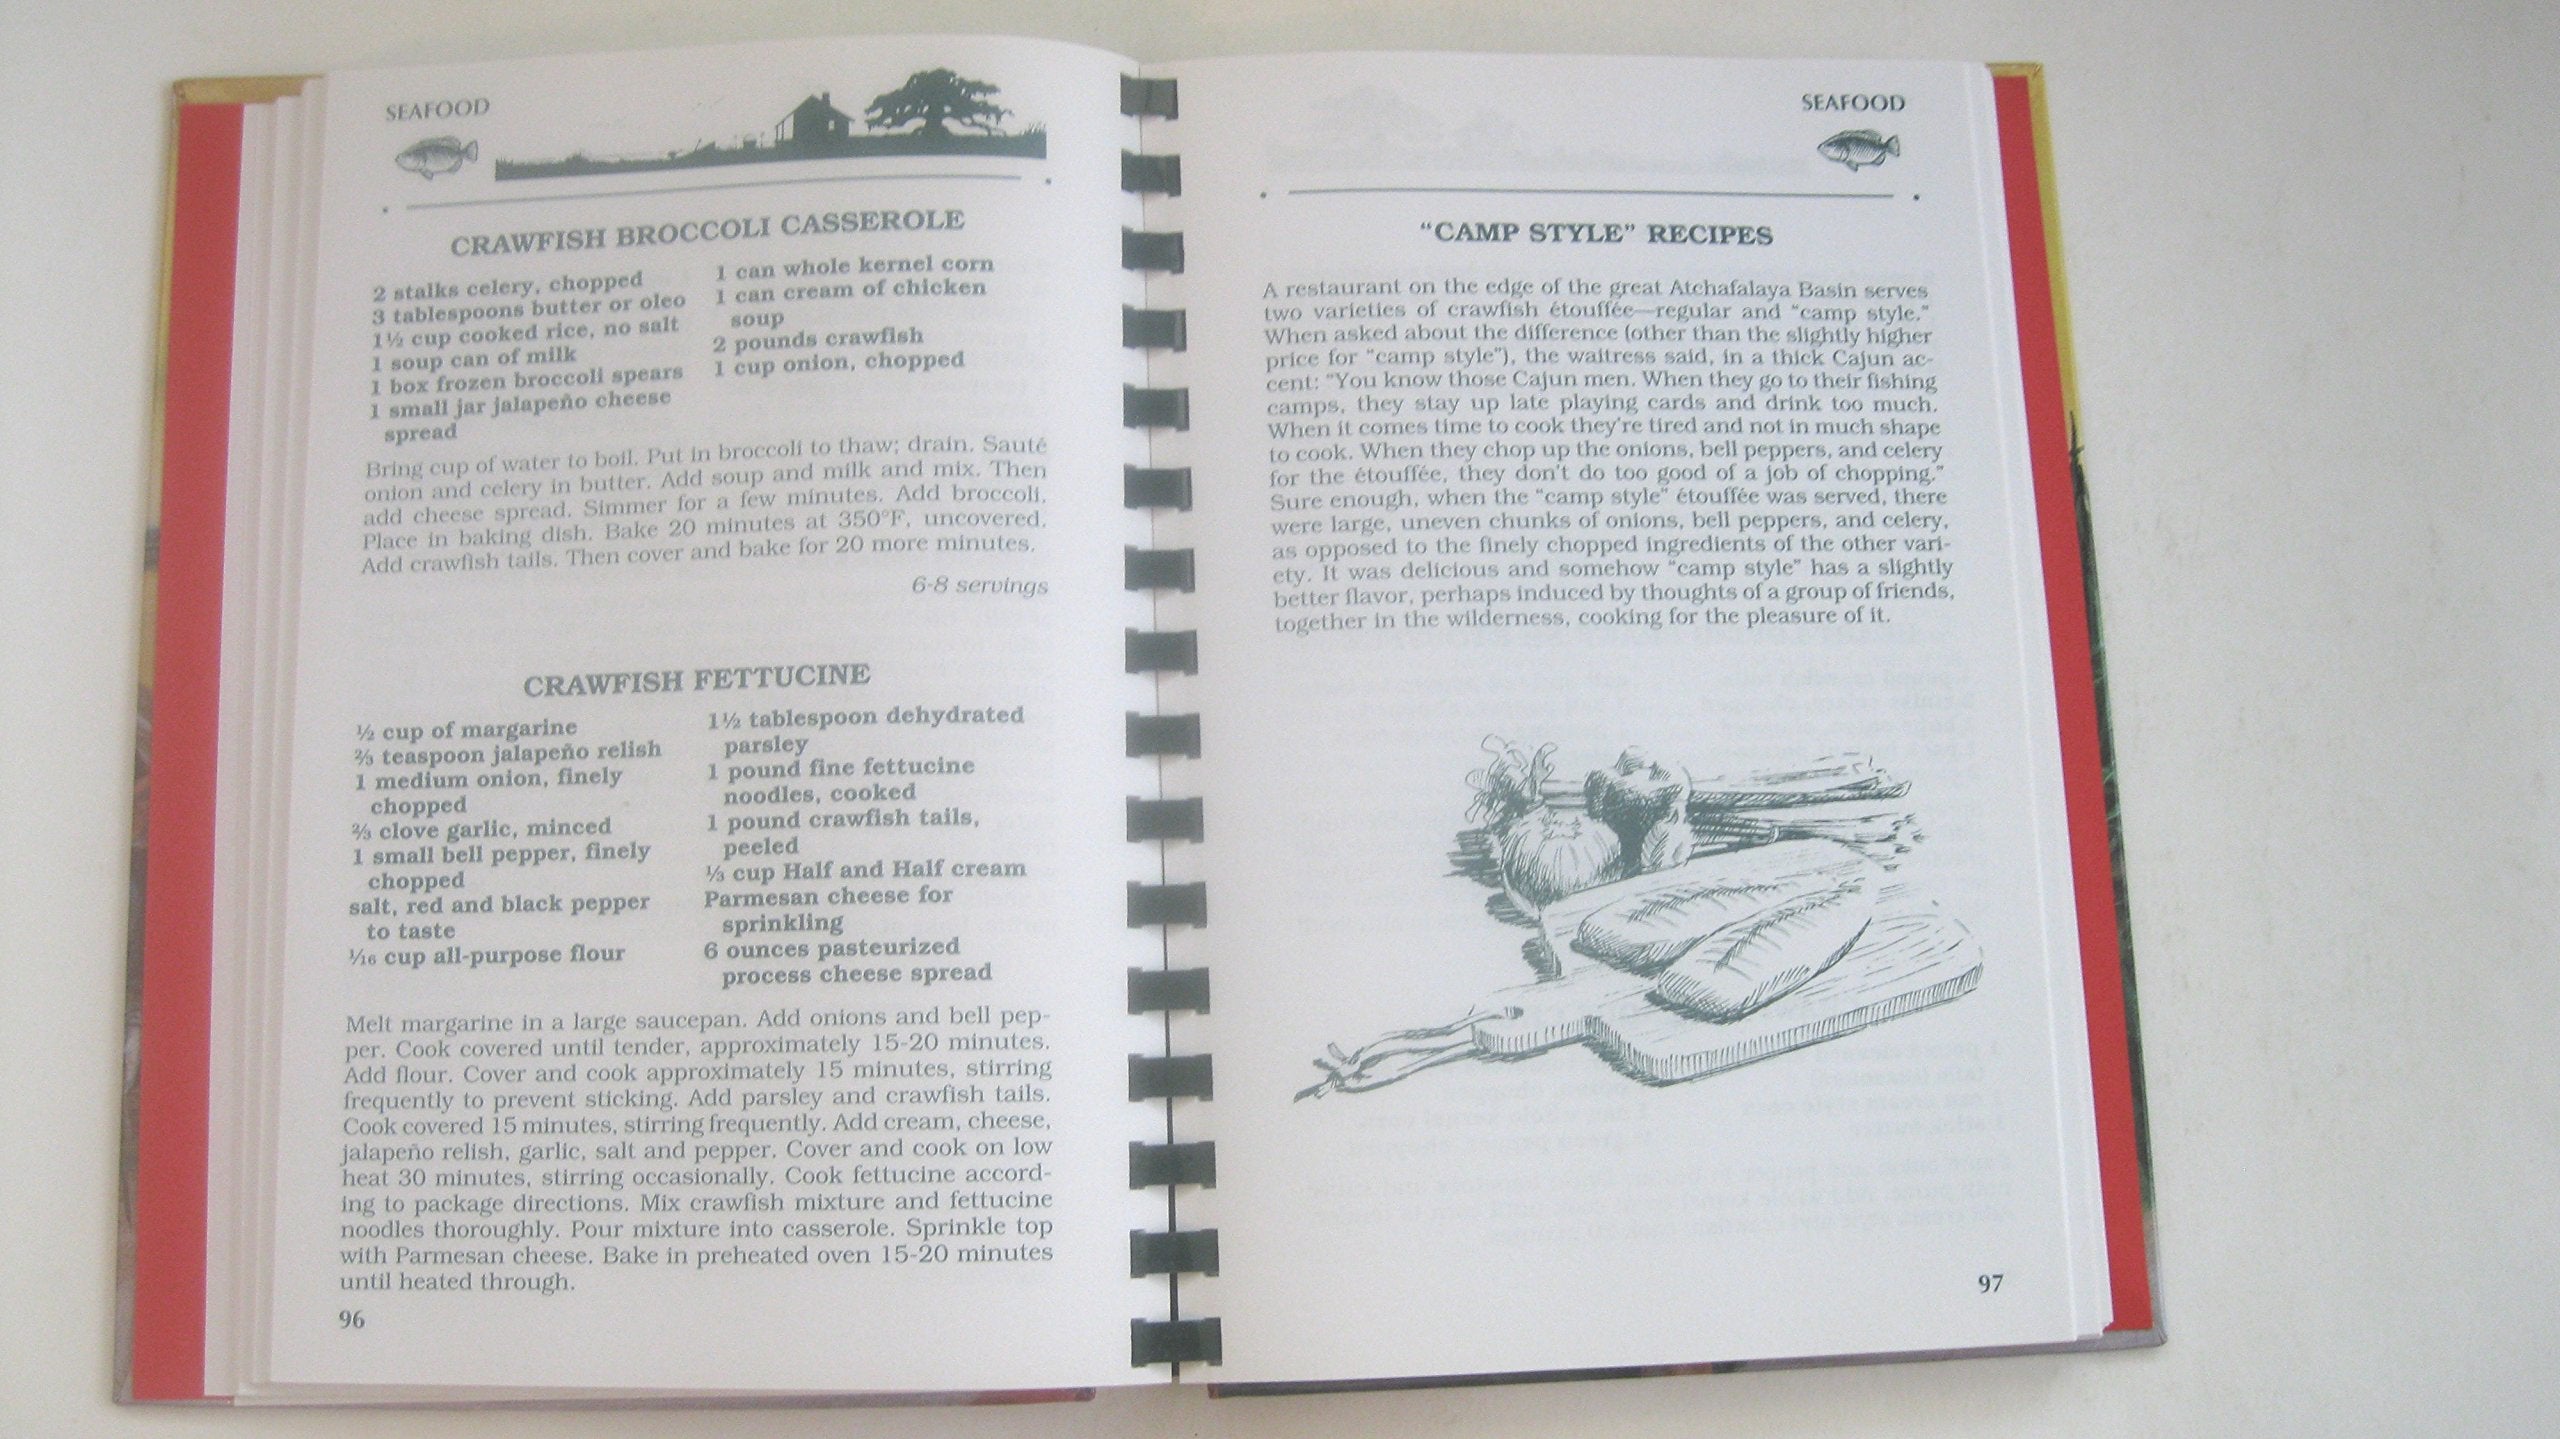 SEAFOOD
CRAWFISH BROCCOLI CASSEROLE
2 stalks celery, chopped
3 tablespoons butter or oleo
1½ cup cooked rice, no salt
1 soup can of milk
1 box frozen broccoli spears
1 small jar jalapeño cheese
spread
1 can whole kernel corn
1 can cream of chicken
soup
2 pounds crawfish
1 cup onion, chopped
Bring cup of water to boil. Put in broccoli to thaw; drain. Sauté
onion and celery in butter. Add soup and milk and mix. Then
add cheese spread. Simmer for a few minutes. Add broccoli.
Place in baking dish. Bake 20 minutes at 350°F, uncovered.
Add crawfish tails. Then cover and bake for 20 more minutes.
6-8 servings
CRAWFISH FETTUCINE
½ cup of margarine
⅔ teaspoon jalapeño relish
1 medium onion, finely
chopped
⅔ clove garlic, minced
1 small bell pepper, finely
chopped
salt, red and black pepper
to taste
1/16 cup all-purpose flour
1½ tablespoon dehydrated
parsley
1 pound fine fettucine
noodles, cooked
1 pound crawfish tails,
peeled
⅓ cup Half and Half cream
Parmesan cheese for
sprinkling
6 ounces pasteurized
process cheese spread
Melt margarine in a large saucepan. Add onions and bell pep-
per. Cook covered until tender, approximately 15-20 minutes.
Add flour. Cover and cook approximately 15 minutes, stirring
frequently to prevent sticking. Add parsley and crawfish tails.
Cook covered 15 minutes, stirring frequently. Add cream, cheese,
jalapeño relish, garlic, salt and pepper. Cover and cook on low
heat 30 minutes, stirring occasionally. Cook fettucine accord-
ing to package directions. Mix crawfish mixture and fettucine
noodles thoroughly. Pour mixture into casserole. Sprinkle top
with Parmesan cheese. Bake in preheated oven 15-20 minutes
until heated through.
96
SEAFOOD
"CAMP STYLE" RECIPES
A restaurant on the edge of the great Atchafalaya Basin serves
two varieties of crawfish étouffée—regular and "camp style."
When asked about the difference (other than the slightly higher
price for "camp style"), the waitress said, in a thick Cajun ac-
cent: "You know those Cajun men. When they go to their fishing
camps, they stay up late playing cards and drink too much.
When it comes time to cook they're tired and not in much shape
to cook. When they chop up the onions, bell peppers, and celery
for the étouffée, they don't do too good of a job of chopping."
Sure enough, when the "camp style" étouffée was served, there
were large, uneven chunks of onions, bell peppers, and celery,
as opposed to the finely chopped ingredients of the other vari-
ety. It was delicious and somehow "camp style" has a slightly
better flavor, perhaps induced by thoughts of a group of friends,
together in the wilderness, cooking for the pleasure of it.
97